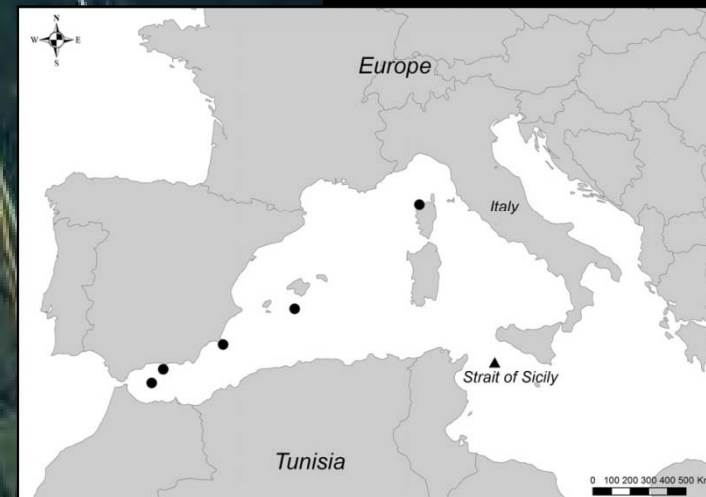 N
W E
S
Europe
Italy
Strait of Sicily
Tunisia
0 100 200 300 400 500 Km